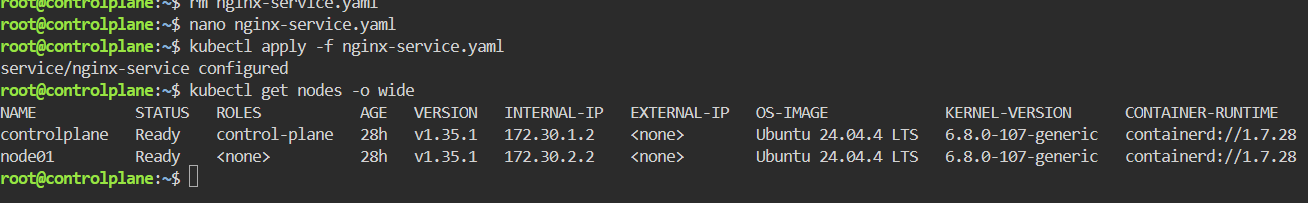 root@controlplane:~$ rm nginx-service.yaml
root@controlplane:~$ nano nginx-service.yaml
root@controlplane:~$ kubectl apply -f nginx-service.yaml
service/nginx-service configured
root@controlplane:~$ kubectl get nodes -o wide
NAME STATUS ROLES AGE VERSION INTERNAL-IP EXTERNAL-IP OS-IMAGE KERNEL-VERSION CONTAINER-RUNTIME
controlplane Ready control-plane 28h v1.35.1 172.30.1.2 <none> Ubuntu 24.04.4 LTS 6.8.0-107-generic containerd://1.7.28
node01 Ready <none> 28h v1.35.1 172.30.2.2 <none> Ubuntu 24.04.4 LTS 6.8.0-107-generic containerd://1.7.28
root@controlplane:~$